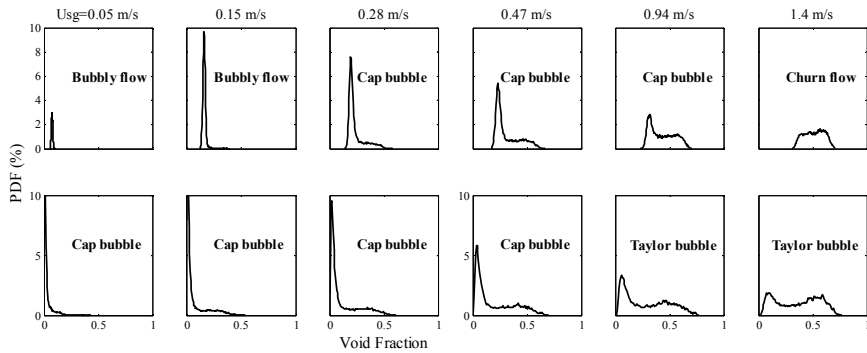 Usg=0.05 m/s 0.15 m/s 0.28 m/s 0.47 m/s 0.94 m/s 1.4 m/s
10
8
6
4
2
0
Bubbly flow Bubbly flow Cap bubble Cap bubble Cap bubble Churn flow
PDF (%)
10
5
0
Cap bubble Cap bubble Cap bubble Cap bubble Taylor bubble Taylor bubble
0 0.5 1 0 0.5 1 0 0.5 1 0 0.5 1 0 0.5 1 0 0.5 1
Void Fraction